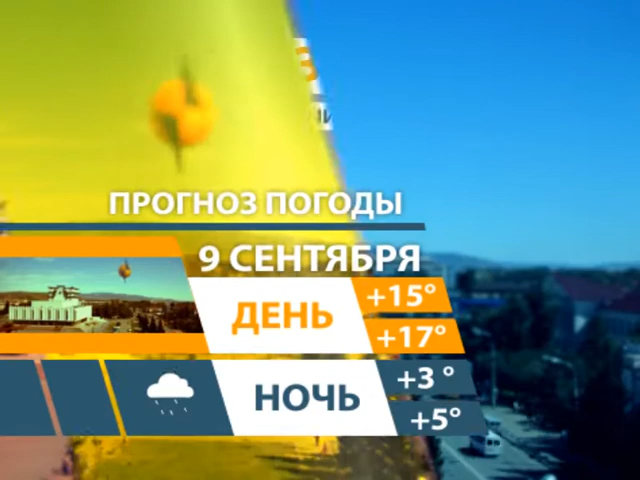 ПРОГНОЗ ПОГОДЫ
9 СЕНТЯБРЯ
ДЕНЬ
+15°
+17°
НОЧЬ
+3 °
+5°